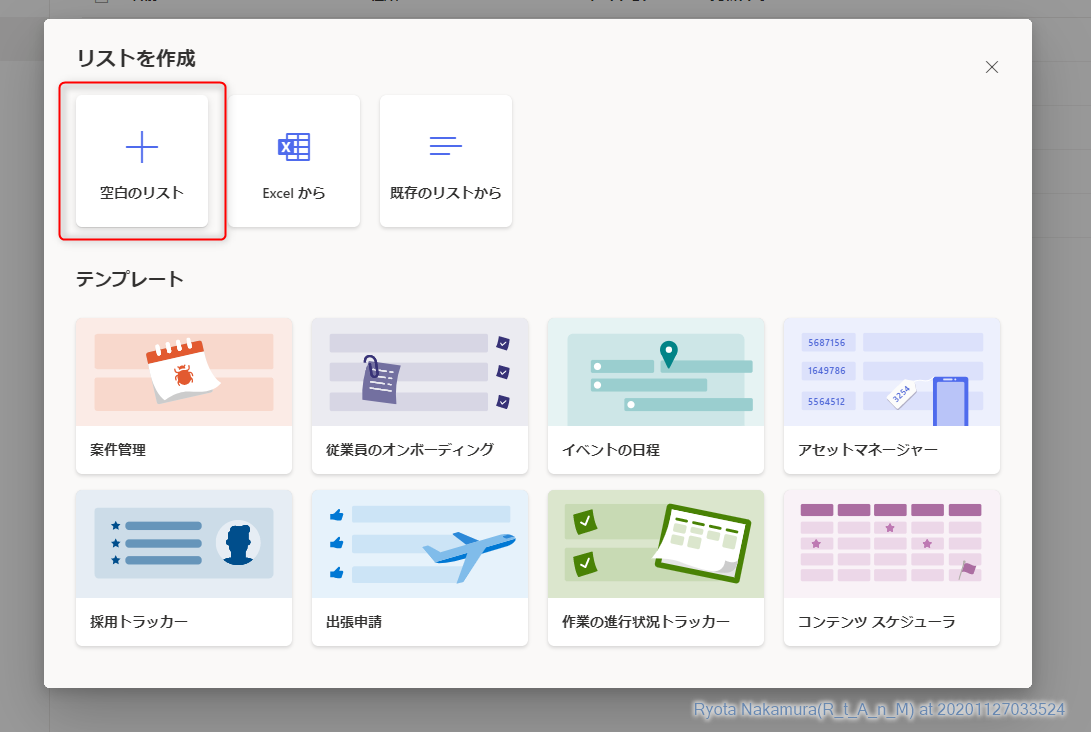 リストを作成
空白のリスト
Excel から
既存のリストから
テンプレート
5687156
1649786
5564512
3254
案件管理
従業員のオンボーディング
イベントの日程
アセットマネージャー
採用トラッカー
出張申請
作業の進行状況トラッカー
コンテンツ スケジューラ
Ryota Nakamura(R_t_A_n_M) at 20201127033524